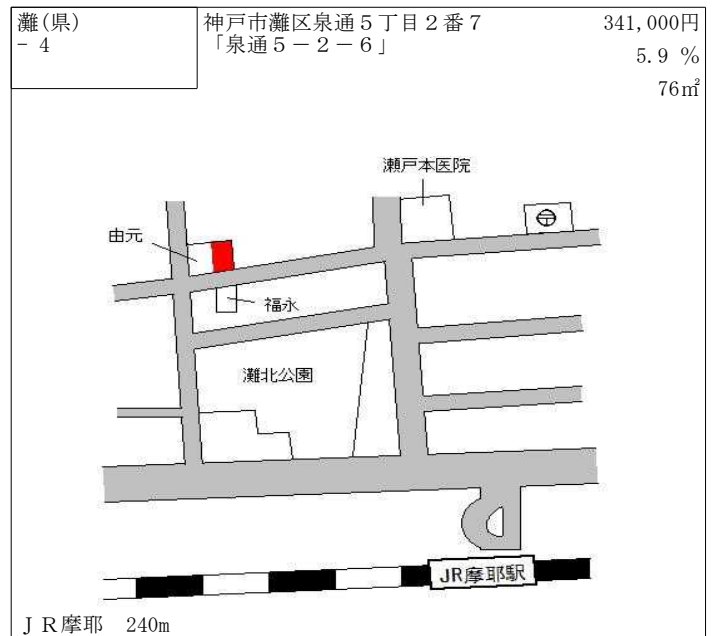 灘(県)
- 4
神戸市灘区泉通５丁目２番７
「泉通５－２－６」
341,000円
5.9 %
76㎡
瀬戸本医院
由元
福永
灘北公園
JR摩耶駅
ＪＲ摩耶　240m